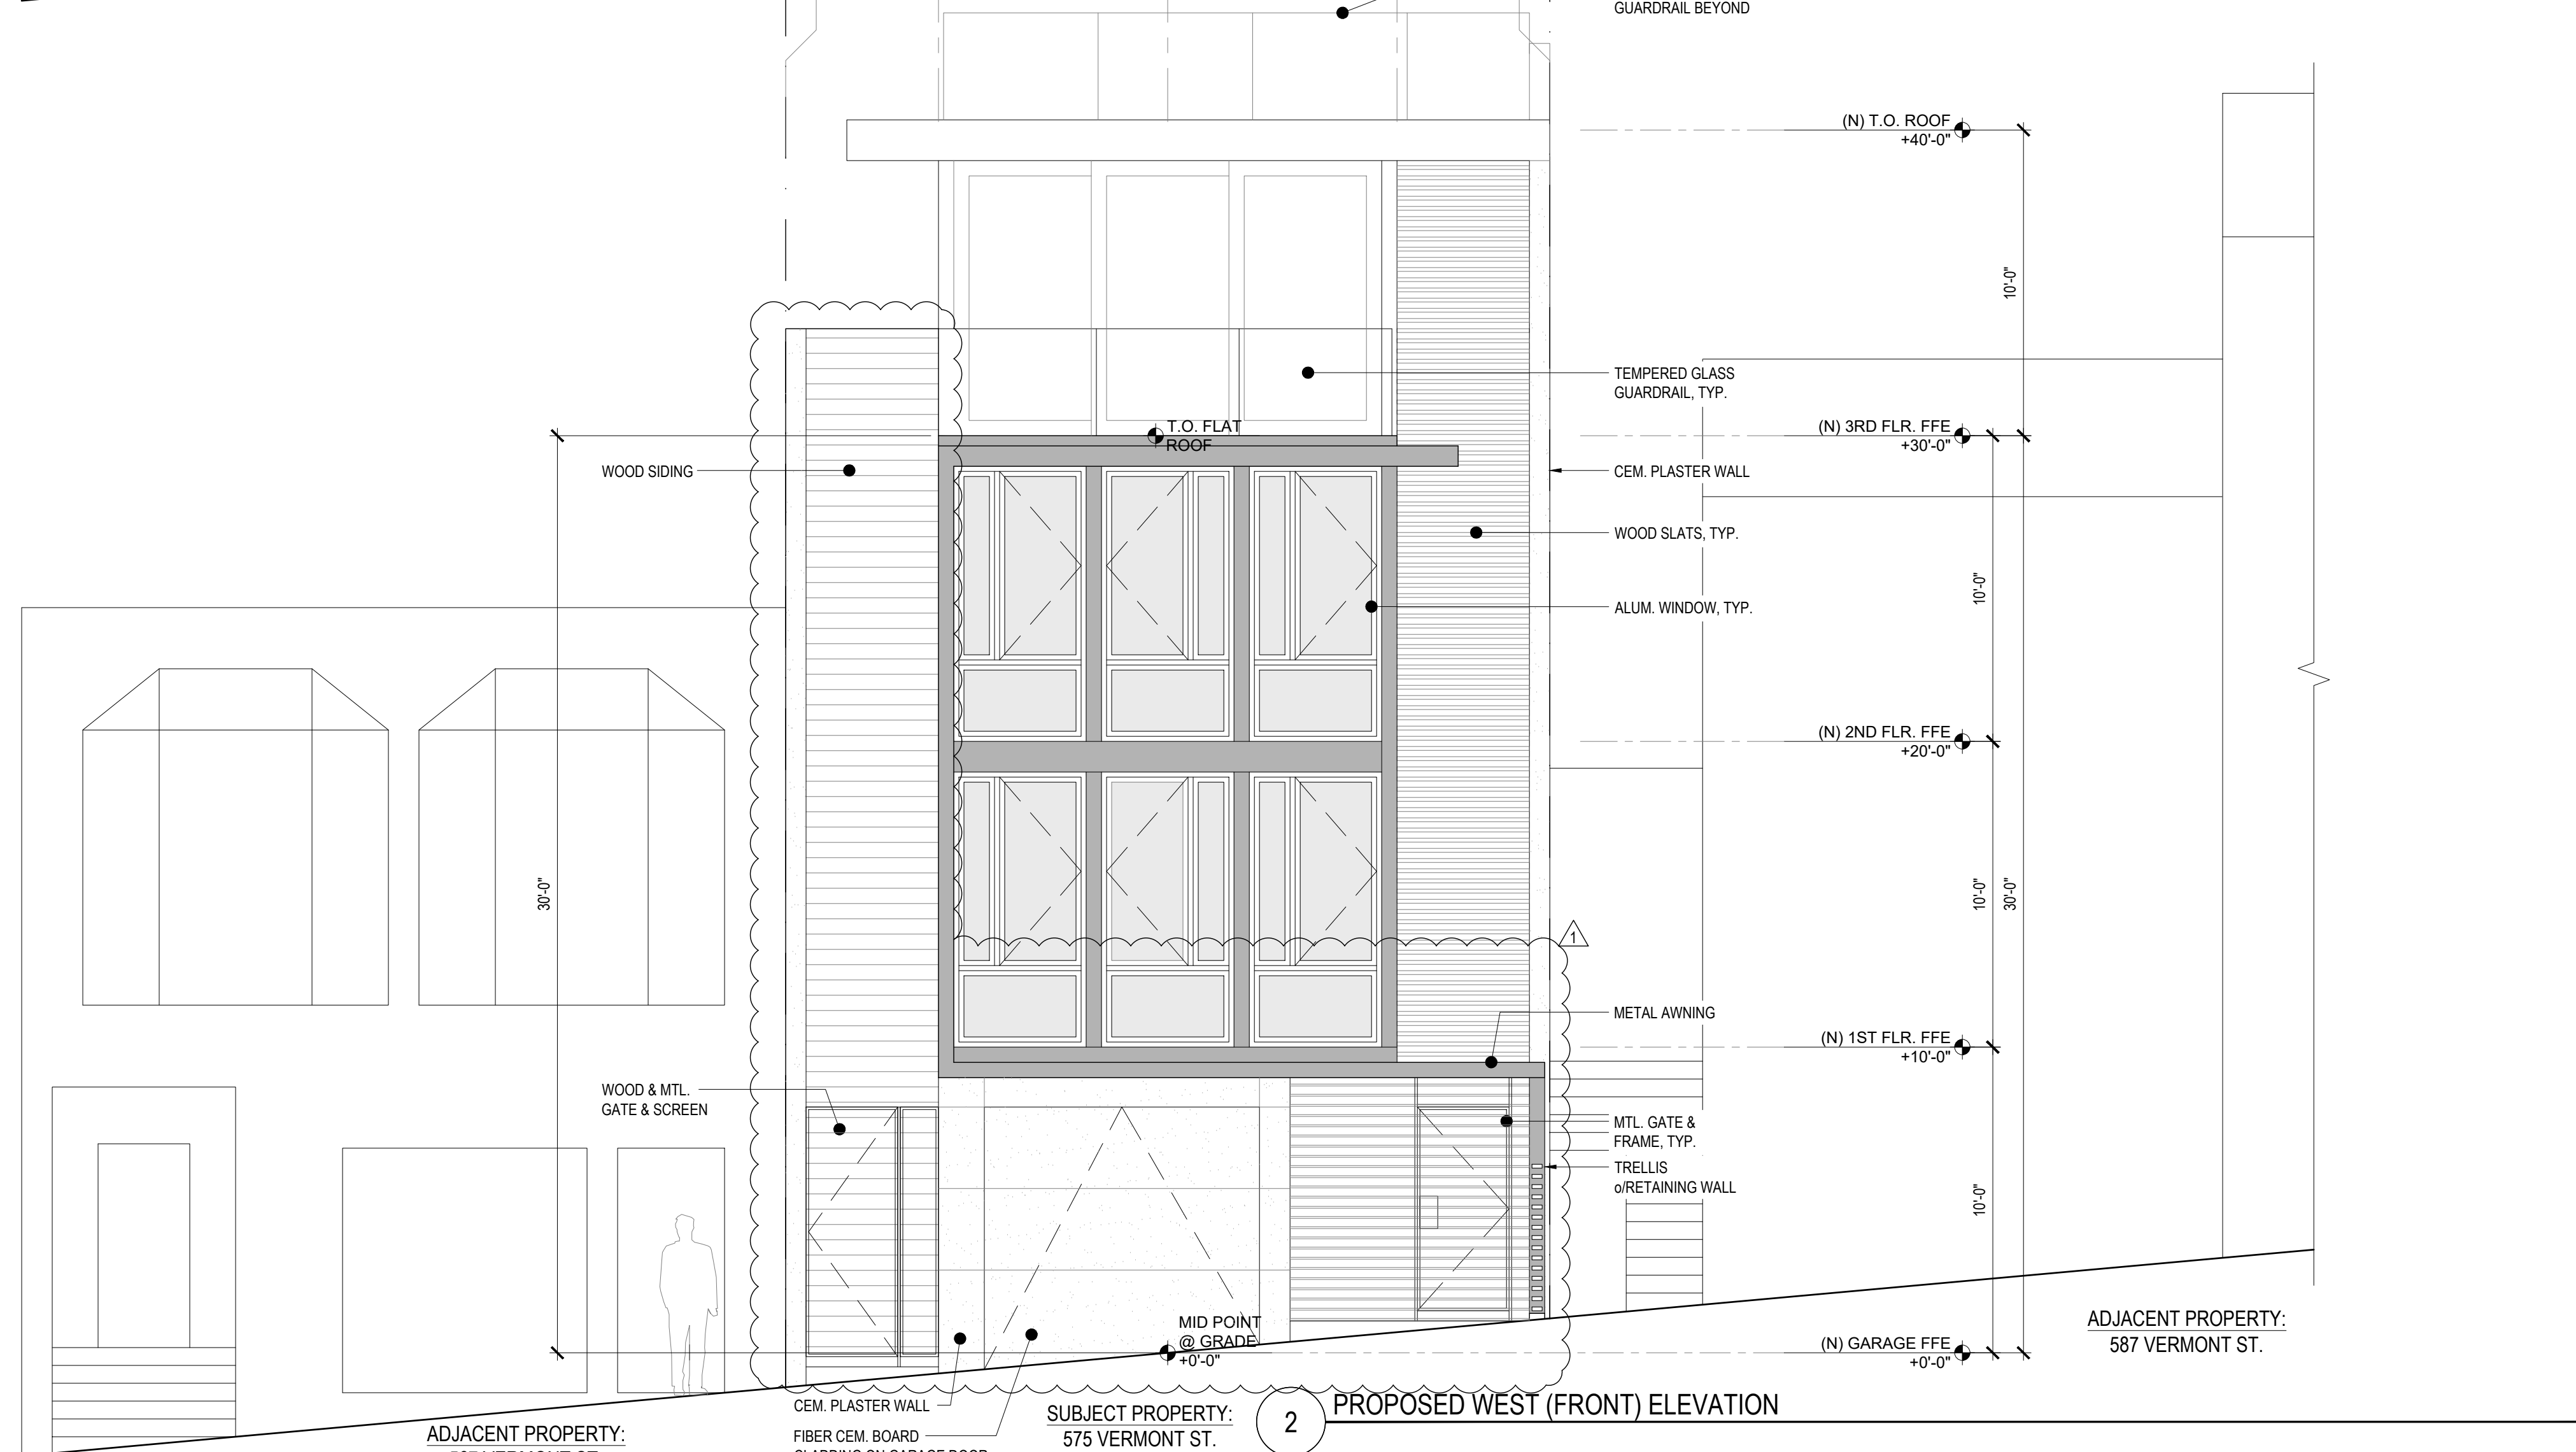 GUARDRAIL BEYOND
(N) T.O. ROOF
+40'-0"
10'-0"
TEMPERED GLASS
GUARDRAIL, TYP.
T.O. FLAT
ROOF
(N) 3RD FLR. FFE
+30'-0"
WOOD SIDING
CEM. PLASTER WALL
WOOD SLATS, TYP.
10'-0"
ALUM. WINDOW, TYP.
(N) 2ND FLR. FFE
+20'-0"
30'-0"
10'-0"
30'-0"
1
METAL AWNING
(N) 1ST FLR. FFE
+10'-0"
WOOD & MTL.
GATE & SCREEN
MTL. GATE &
FRAME, TYP.
TRELLIS
o/RETAINING WALL
10'-0"
MID POINT
@ GRADE
+0'-0"
(N) GARAGE FFE
+0'-0"
ADJACENT PROPERTY:
587 VERMONT ST.
CEM. PLASTER WALL
FIBER CEM. BOARD
SUBJECT PROPERTY:
575 VERMONT ST.
2
PROPOSED WEST (FRONT) ELEVATION
ADJACENT PROPERTY: